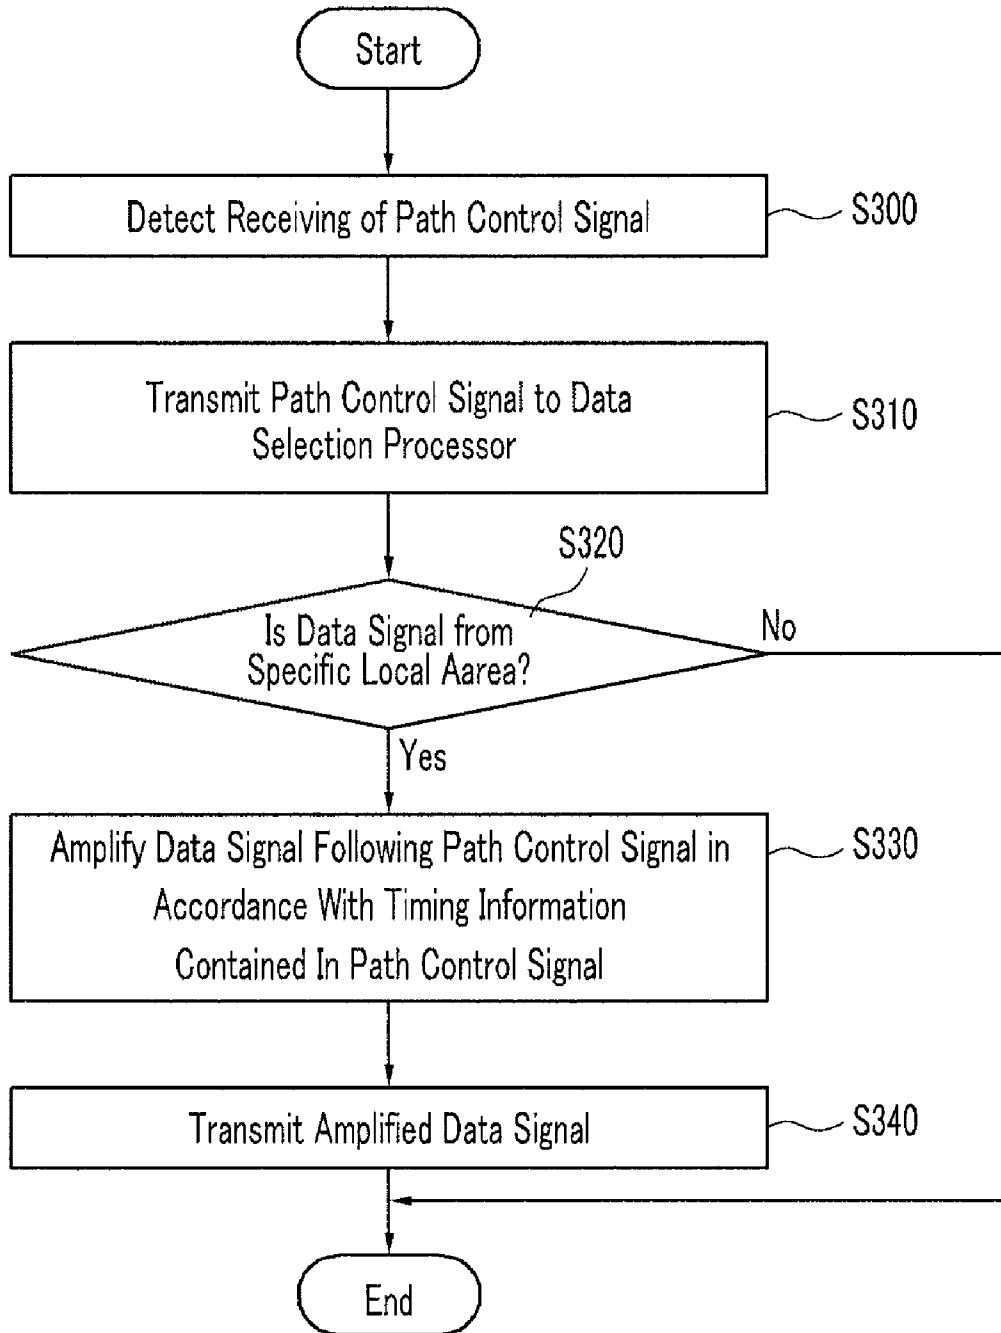 Start
Detect Receiving of Path Control Signal
S300
Transmit Path Control Signal to Data
Selection Processor
S310
S320
Is Data Signal from
Specific Local Aarea?
No
Yes
Amplify Data Signal Following Path Control Signal in
Accordance With Timing Information
Contained In Path Control Signal
S330
Transmit Amplified Data Signal
S340
End